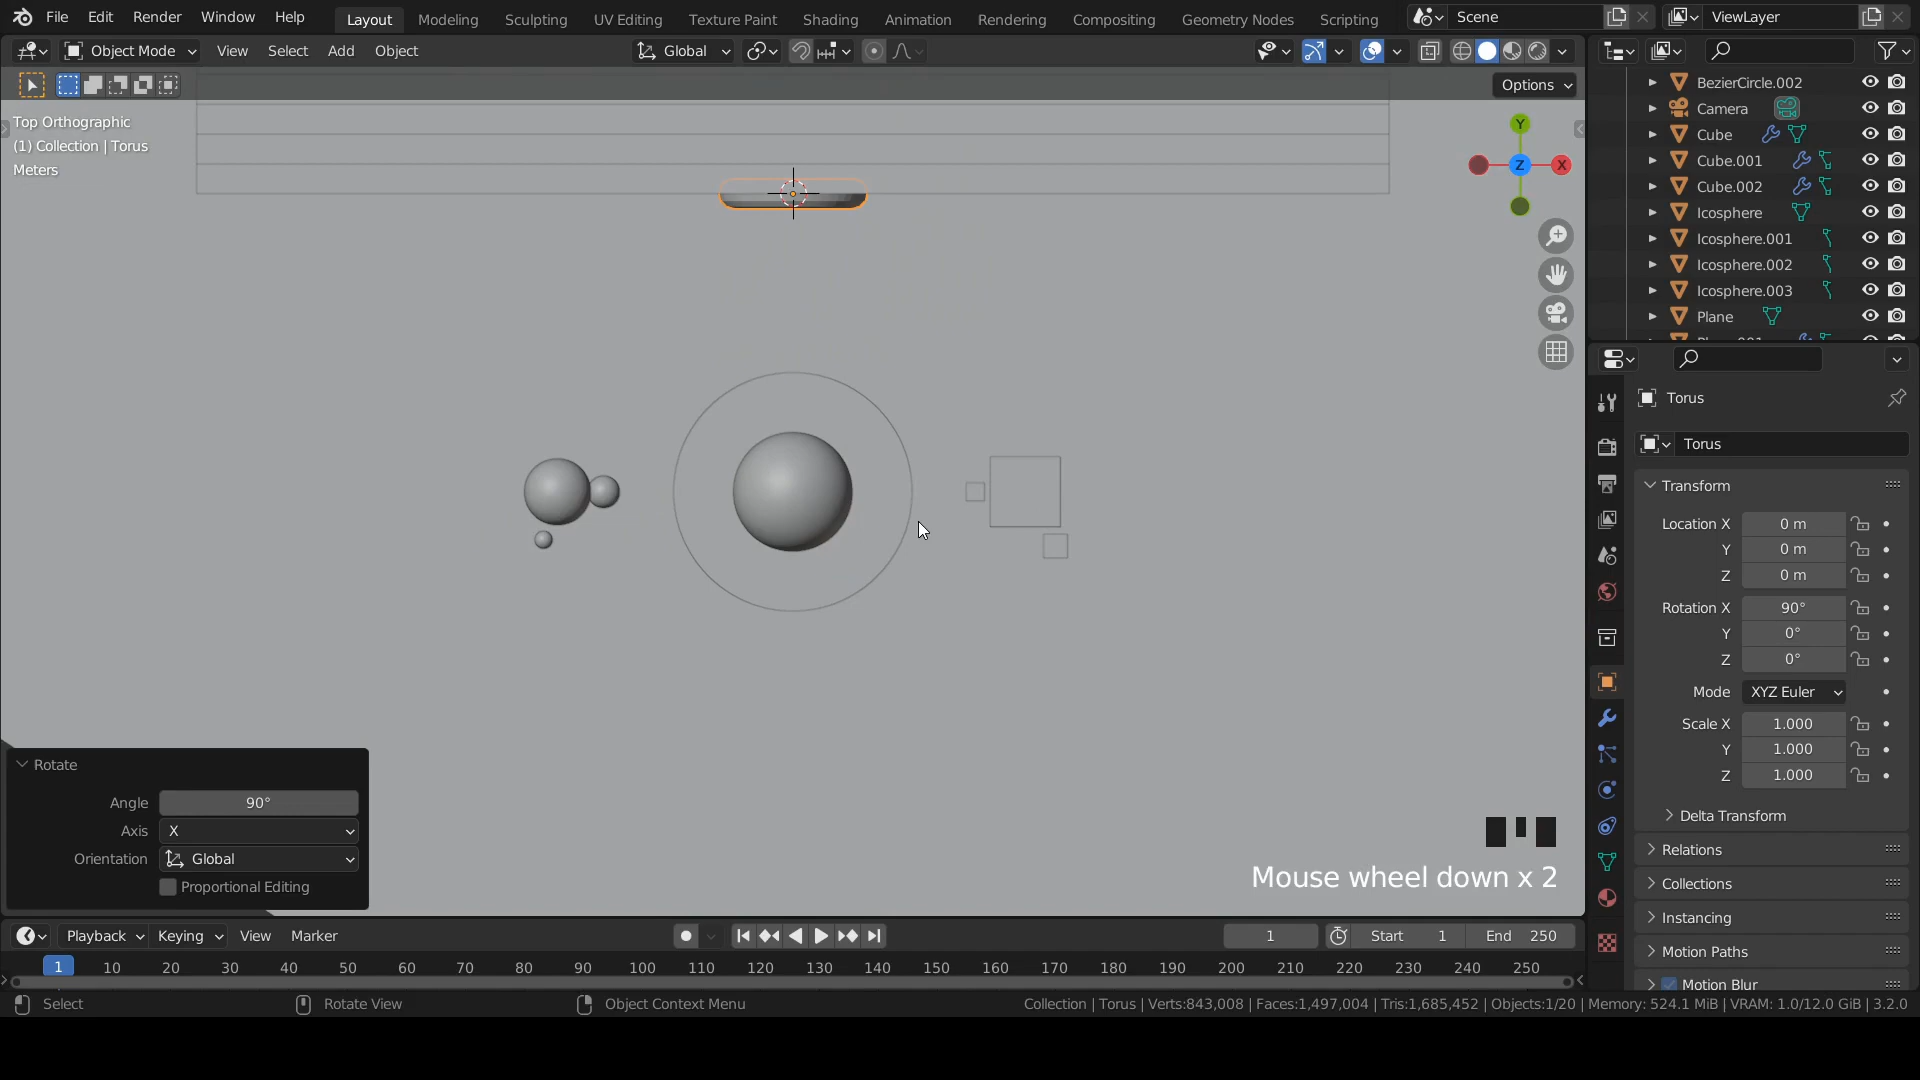 File Edit Render Window Help
Layout Modeling Sculpting UV Editing Texture Paint Shading Animation Rendering Compositing Geometry Nodes Scripting
Scene
ViewLayer
Object Mode View Select Add Object
Global
Options
Top Orthographic
(1) Collection | Torus
Meters
Y
Z
X
BezierCircle.002
Camera
Cube
Cube.001
Cube.002
Icosphere
Icosphere.001
Icosphere.002
Icosphere.003
Plane
Torus
Torus
Transform
Location X 0 m
Y 0 m
Z 0 m
Rotation X 90°
Y 0°
Z 0°
Mode XYZ Euler
Scale X 1.000
Y 1.000
Z 1.000
Delta Transform
Relations
Collections
Instancing
Motion Paths
Motion Blur
Rotate
Angle 90°
Axis X
Orientation Global
Proportional Editing
Mouse wheel down x 2
Playback Keying View Marker
1 Start 1 End 250
1 10 20 30 40 50 60 70 80 90 100 110 120 130 140 150 160 170 180 190 200 210 220 230 240 250
Select Rotate View Object Context Menu
Collection | Torus | Verts:843,008 | Faces:1,497,004 | Tris:1,685,452 | Objects:1/20 | Memory: 524.1 MiB | VRAM: 1.0/12.0 GiB | 3.2.0